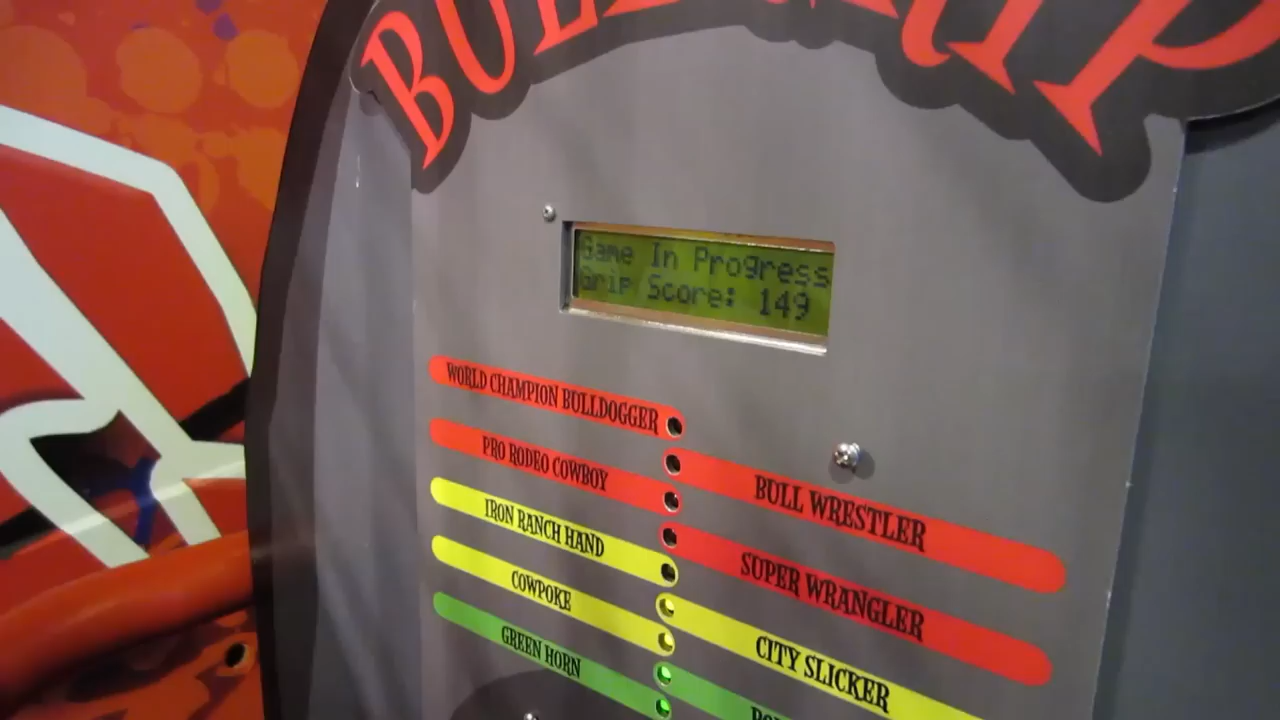 Game In Progress
Grip Score: 149
WORLD CHAMPION BULLDOGGER
BULL WRESTLER
PRO RODEO COWBOY
SUPER WRANGLER
IRON RANCH HAND
CITY SLICKER
COWPOKE
GREEN HORN